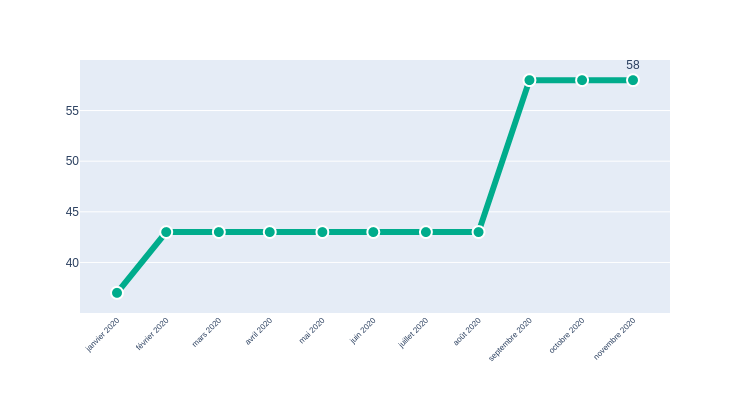 58
55
50
45
40
janvier 2020
février 2020
mars 2020
avril 2020
mai 2020
juin 2020
juillet 2020
août 2020
septembre 2020
octobre 2020
novembre 2020